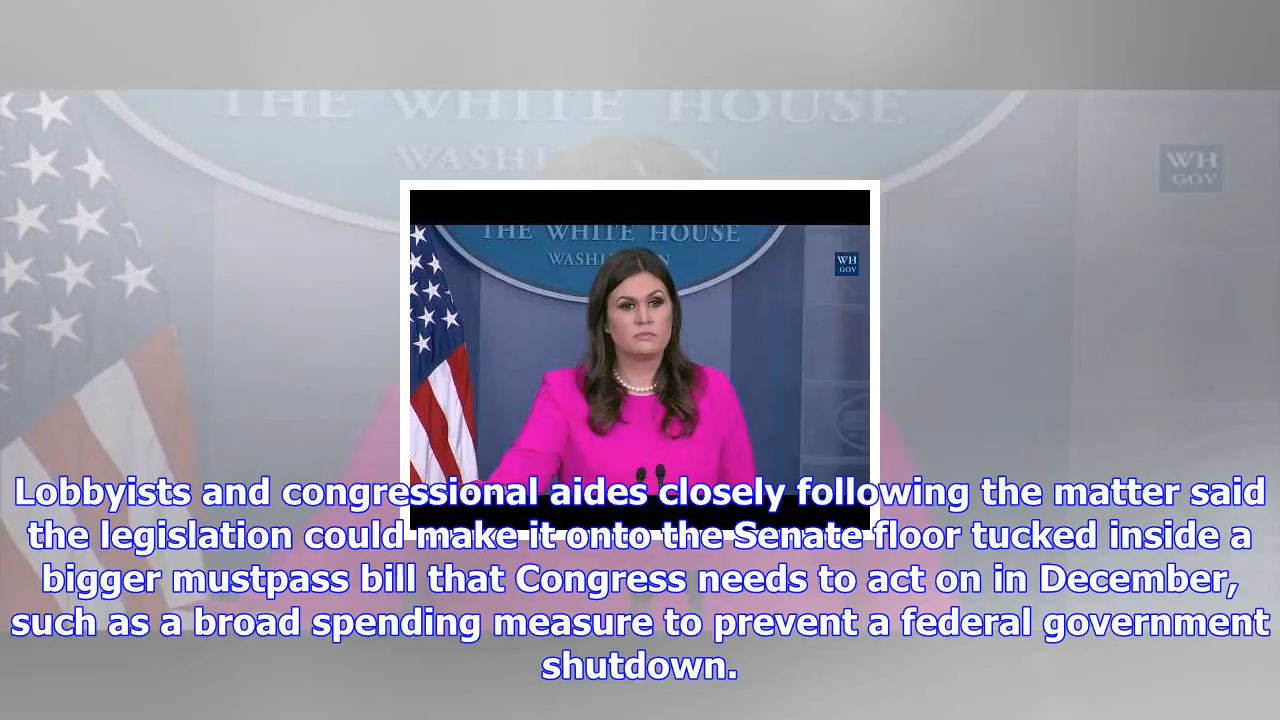 THE WHITE HOUSE
WASHI N
WH
GOV
THE WHITE HOUSE
WASHIN TON
WH
GOV
Lobbyists and congressional aides closely following the matter said
the legislation could make it onto the Senate floor tucked inside a
bigger mustpass bill that Congress needs to act on in December,
such as a broad spending measure to prevent a federal government
shutdown.